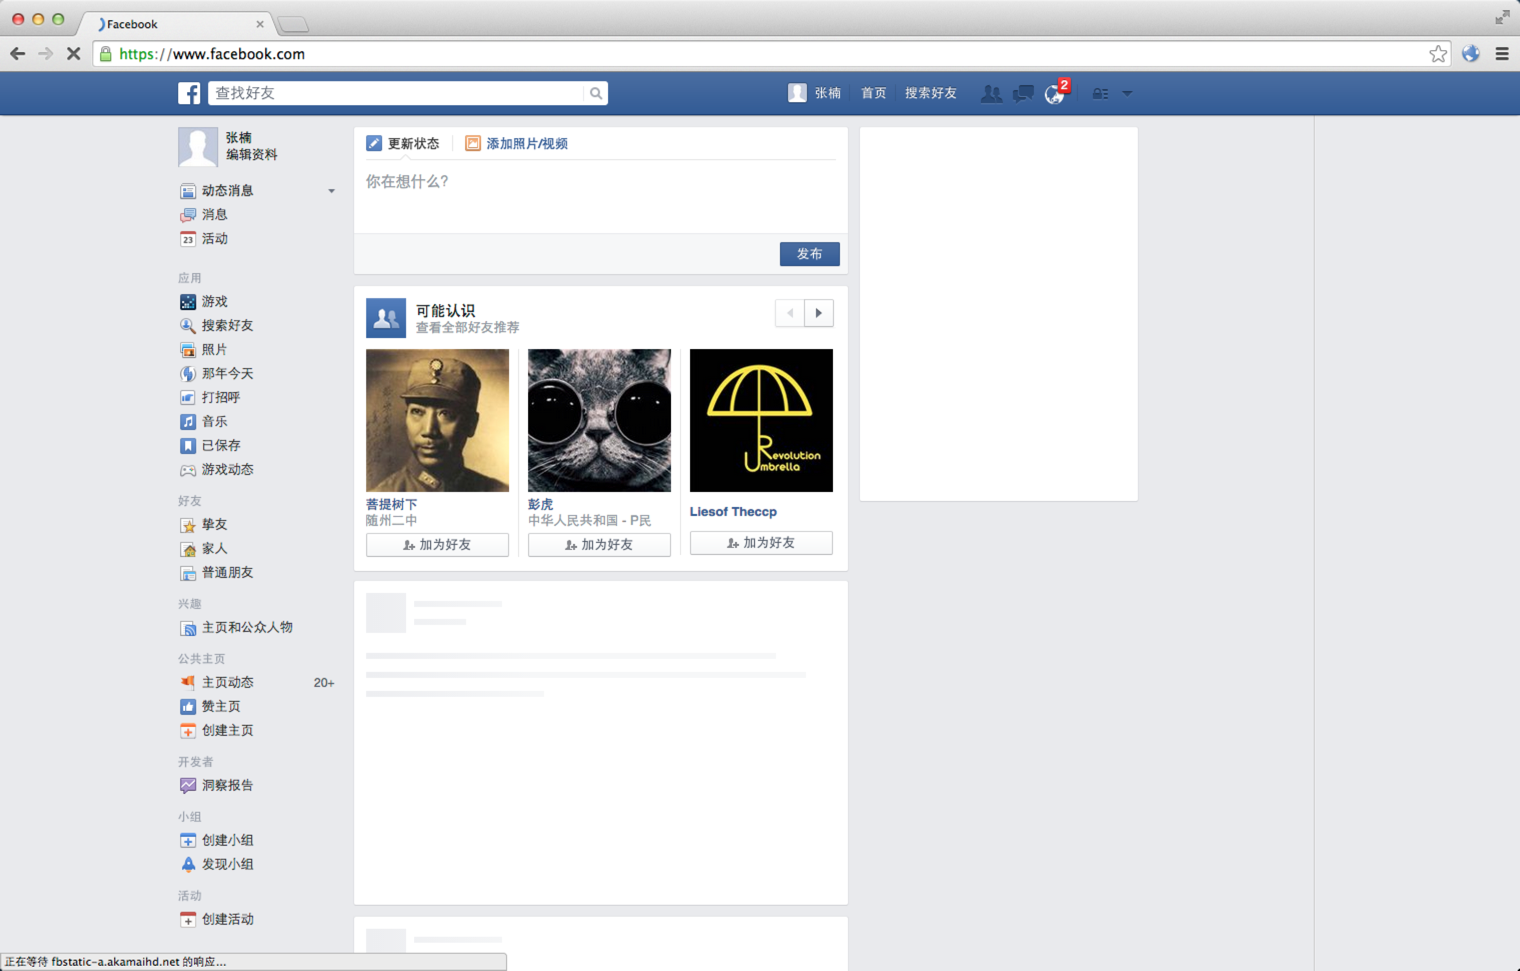 Facebook
https://www.facebook.com
查找好友
张楠
首页
搜索好友
2
张楠
编辑资料
动态消息
消息
23
活动
应用
游戏
搜索好友
照片
那年今天
打招呼
音乐
已保存
游戏动态
好友
挚友
家人
普通朋友
兴趣
主页和公众人物
公共主页
主页动态 20+
赞主页
创建主页
开发者
洞察报告
小组
创建小组
发现小组
活动
创建活动
更新状态
添加照片/视频
你在想什么?
发布
可能认识
查看全部好友推荐
菩提树下
随州二中
加为好友
彭虎
中华人民共和国 - P民
加为好友
Revolution
Umbrella
Liesof Theccp
加为好友
正在等待 fbstatic-a.akamaihd.net 的响应...